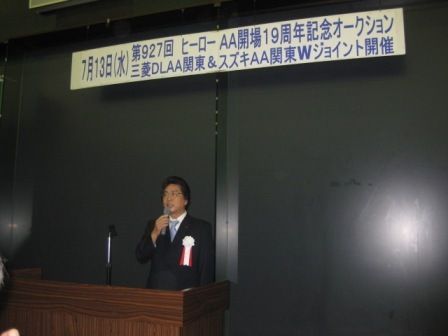 7月13日(水)
第927回 ヒーローAA開場19周年記念オークション
三菱DLAA関東&スズキAA関東Wジョイント開催